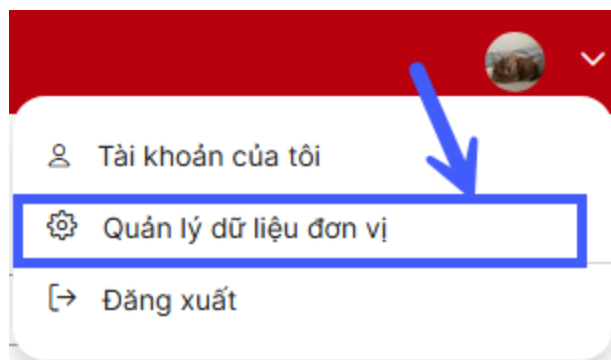 Tài khoản của tôi
Quản lý dữ liệu đơn vị
Đăng xuất